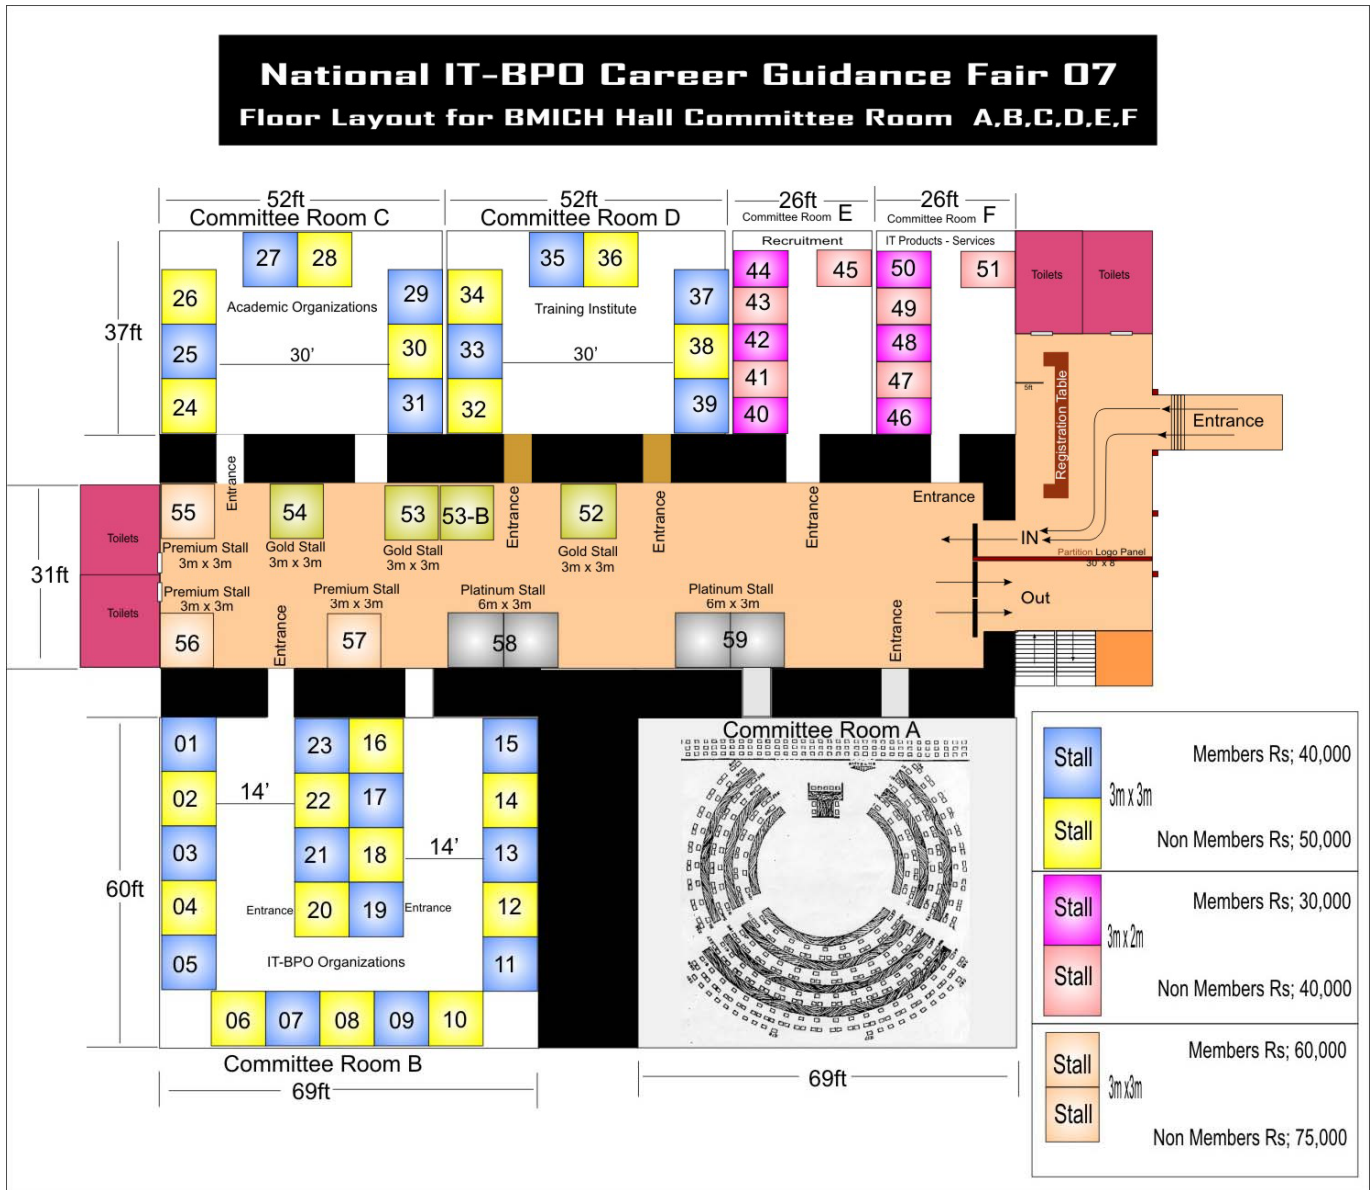 National IT-BPO Career Guidance Fair 07
Floor Layout for BMICH Hall Committee Room A,B,C,D,E,F
52ft
52ft
26ft
26ft
Committee Room C
Committee Room D
Committee Room E
Committee Room F
Recruitment
IT Products - Services
27
28
35
36
44
45
50
51
Toilets
Toilets
26
29
34
37
43
49
Academic Organizations
Training Institute
37ft
25
30'
30
33
30'
38
42
48
41
47
24
31
32
39
40
46
5ft
Registration Table
Entrance
Entrance
Entrance
Entrance
Entrance
Entrance
55
54
53
53-B
52
IN
Toilets
Premium Stall
3m x 3m
Gold Stall
3m x 3m
Gold Stall
3m x 3m
Gold Stall
3m x 3m
Partition Logo Panel
30' x 8'
31ft
Premium Stall
3m x 3m
Premium Stall
3m x 3m
Platinum Stall
6m x 3m
Platinum Stall
6m x 3m
Out
Toilets
56
Entrance
57
58
59
Entrance
01
23
16
15
Committee Room A
02
14'
22
17
14
03
21
18
14'
13
60ft
04
Entrance
20
19
Entrance
12
05
IT-BPO Organizations
11
06
07
08
09
10
Committee Room B
69ft
69ft
Stall
Members Rs; 40,000
3m x 3m
Stall
Non Members Rs; 50,000
Stall
Members Rs; 30,000
3m x 2m
Stall
Non Members Rs; 40,000
Stall
Members Rs; 60,000
3m x3m
Stall
Non Members Rs; 75,000